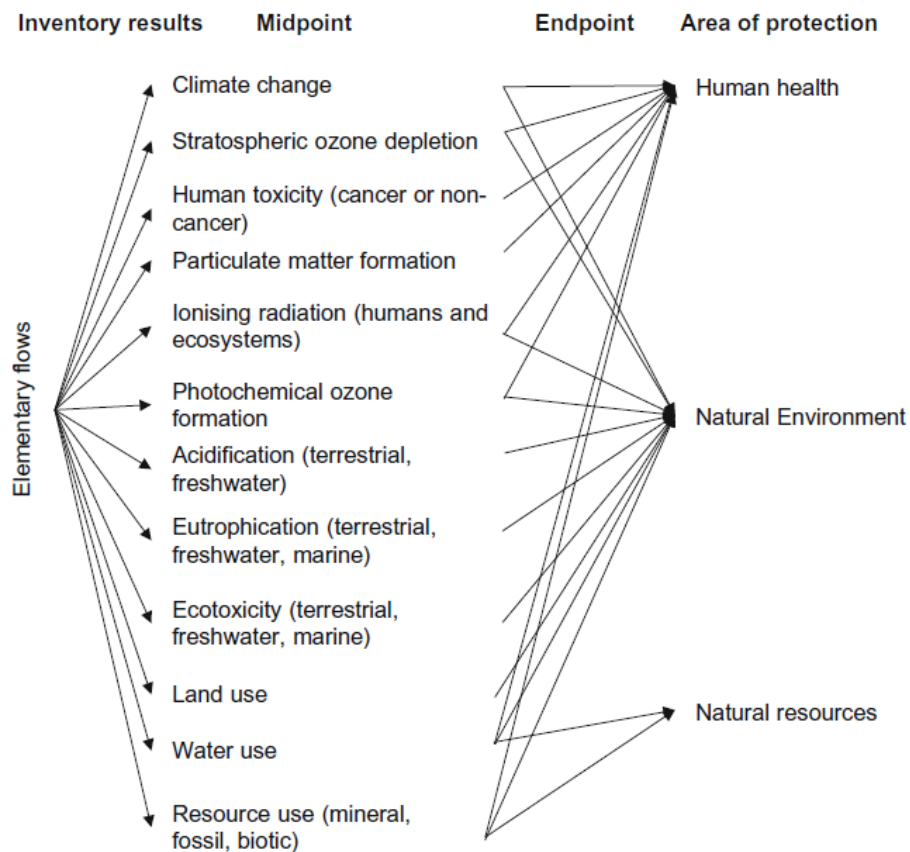 Inventory results Midpoint Endpoint Area of protection
Climate change
Human health
Stratospheric ozone depletion
Human toxicity (cancer or non-
cancer)
Particulate matter formation
Ionising radiation (humans and
ecosystems)
Elementary flows
Photochemical ozone
formation
Natural Environment
Acidification (terrestrial,
freshwater)
Eutrophication (terrestrial,
freshwater, marine)
Ecotoxicity (terrestrial,
freshwater, marine)
Land use
Natural resources
Water use
Resource use (mineral,
fossil, biotic)